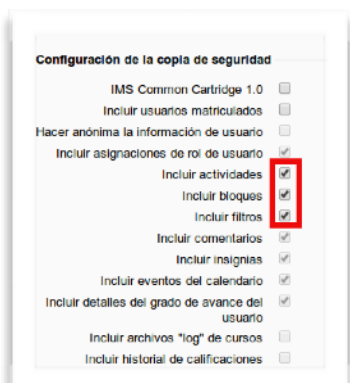 Configuración de la copia de seguridad
IMS Common Cartridge 1.0
Incluir usuarios matriculados
Hacer anónima la información de usuario
Incluir asignaciones de rol de usuario
Incluir actividades
Incluir bloques
Incluir filtros
Incluir comentarios
Incluir insignias
Incluir eventos del calendario
Incluir detalles del grado de avance del
usuario
Incluir archivos "log" de cursos
Incluir historial de calificaciones